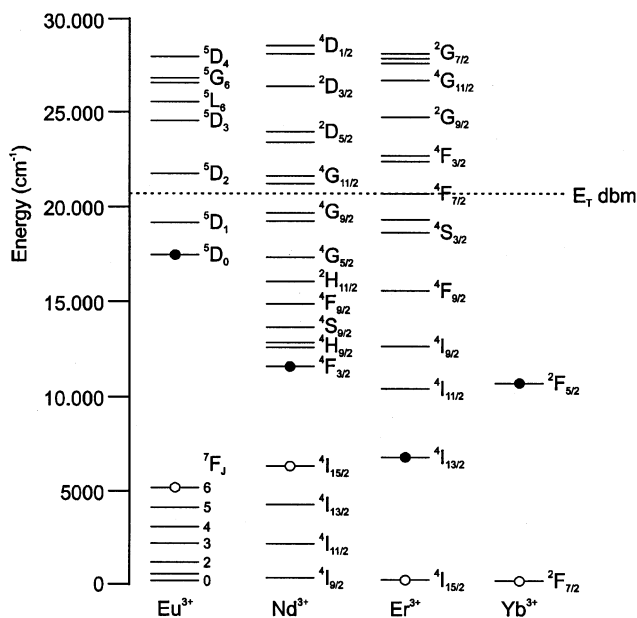 Energy (cm⁻¹)
30.000
25.000
20.000
15.000
10.000
5000
0
⁵D₄
⁵G₆
⁵L₆
⁵D₃
⁵D₂
⁵D₁
⁵D₀
⁷F_J
6
5
4
3
2
0
Eu³⁺
⁴D₁/₂
²D₃/₂
²D₅/₂
⁴G₁₁/₂
⁴G₉/₂
⁴G₅/₂
²H₁₁/₂
⁴F₉/₂
⁴S₉/₂
⁴H₉/₂
⁴F₃/₂
⁴I₁₅/₂
⁴I₁₃/₂
⁴I₁₁/₂
⁴I₉/₂
Nd³⁺
²G₇/₂
⁴G₁₁/₂
²G₉/₂
⁴F₃/₂
⁴F₇/₂
⁴S₃/₂
⁴F₉/₂
⁴I₉/₂
⁴I₁₁/₂
⁴I₁₃/₂
⁴I₁₅/₂
Er³⁺
E_T dbm
²F₅/₂
²F₇/₂
Yb³⁺